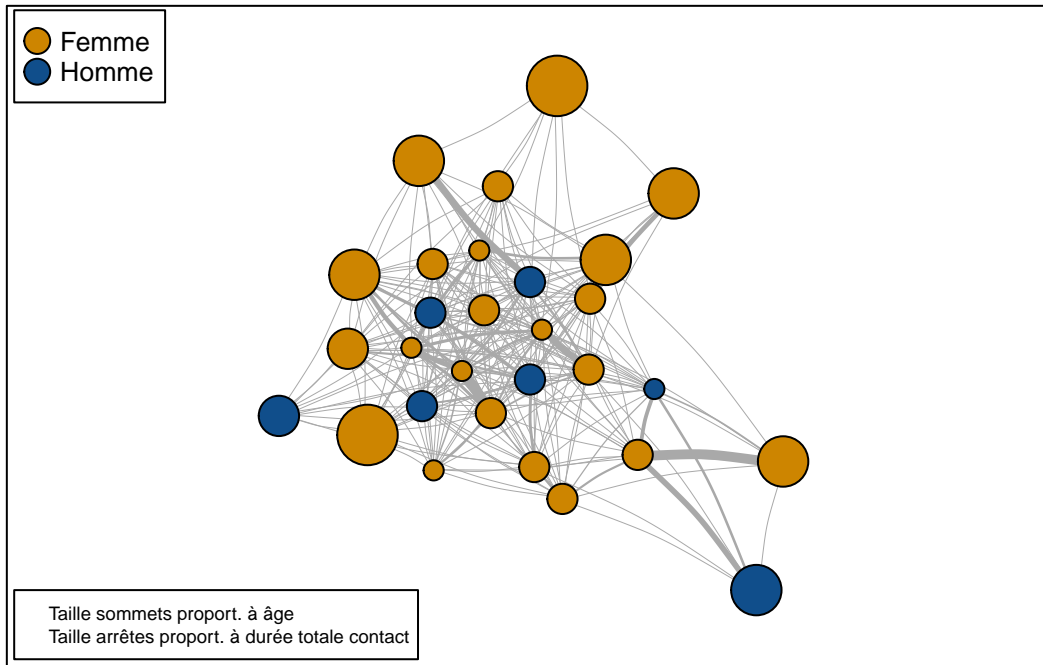 Femme
Homme
Taille sommets proport. à âge
Taille arrêtes proport. à durée totale contact